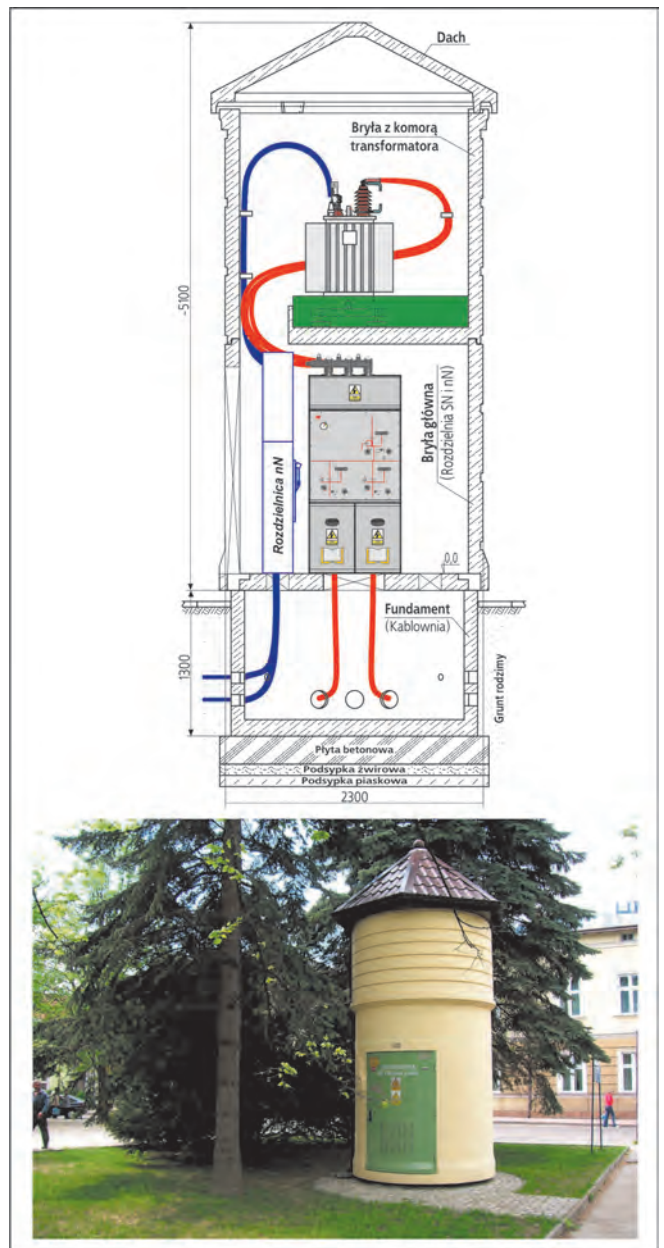 Dach
Bryła z komorą
transformatora
~5100
Bryła główna
(Rozdzielnia SN i nN)
Rozdzielnica nN
0,0
Fundament
(Kablownia)
1300
Grunt rodzimy
Płyta betonowa
Podsypka żwirowa
Podsypka piaskowa
2300